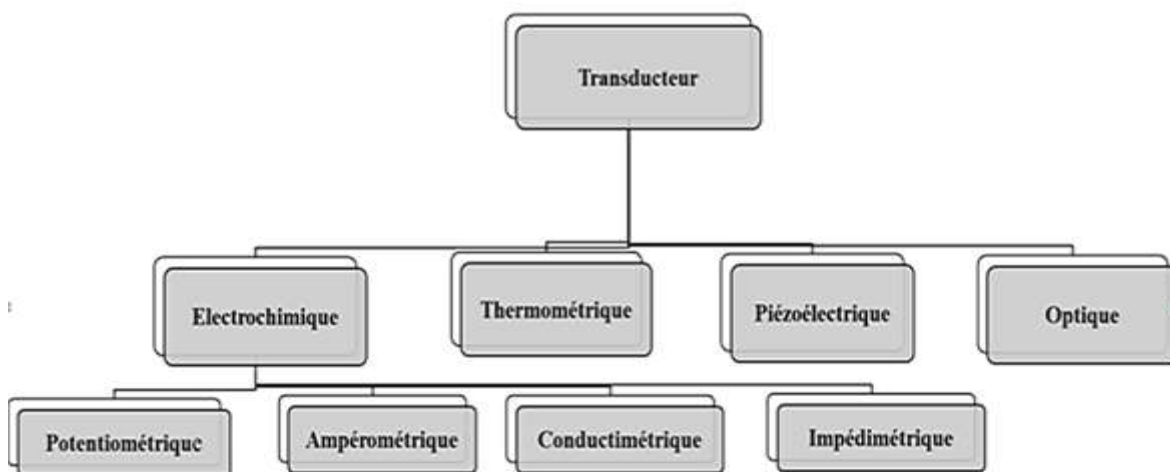 Transducteur
Electrochimique
Thermométrique
Piézoélectrique
Optique
Potentiométrique
Ampérométrique
Conductimétrique
Impédimétrique